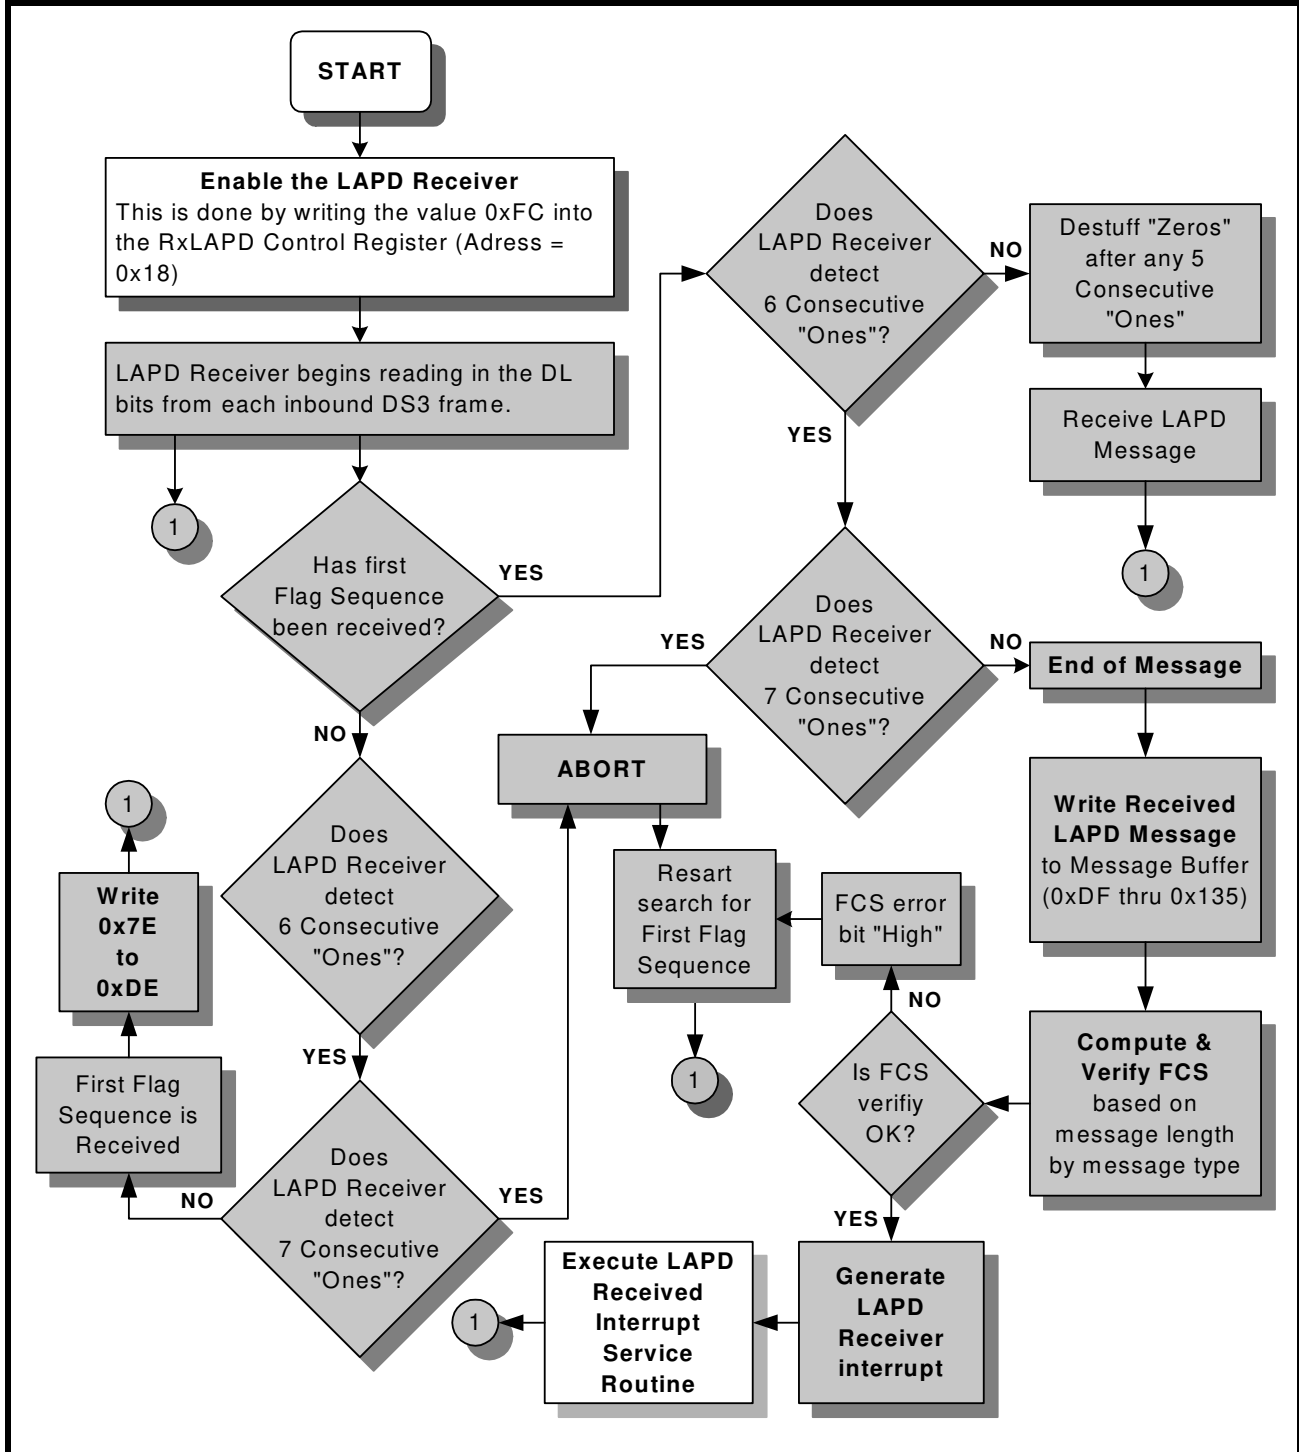 START
Enable the LAPD Receiver
This is done by writing the value 0xFC into
the RxLAPD Control Register (Adress =
0x18)
LAPD Receiver begins reading in the DL
bits from each inbound DS3 frame.
1
Has first
Flag Sequence
been received?
YES
NO
Does
LAPD Receiver
detect
6 Consecutive
"Ones"?
YES
Does
LAPD Receiver
detect
7 Consecutive
"Ones"?
NO
First Flag
Sequence is
Received
Write
0x7E
to
0xDE
1
YES
ABORT
Resart
search for
First Flag
Sequence
1
Does
LAPD Receiver
detect
6 Consecutive
"Ones"?
NO
Destuff "Zeros"
after any 5
Consecutive
"Ones"
Receive LAPD
Message
1
YES
Does
LAPD Receiver
detect
7 Consecutive
"Ones"?
YES
NO
End of Message
Write Received
LAPD Message
to Message Buffer
(0xDF thru 0x135)
Compute &
Verify FCS
based on
message length
by message type
Is FCS
verifiy
OK?
NO
FCS error
bit "High"
YES
Generate
LAPD
Receiver
interrupt
Execute LAPD
Received
Interrupt
Service
Routine
1